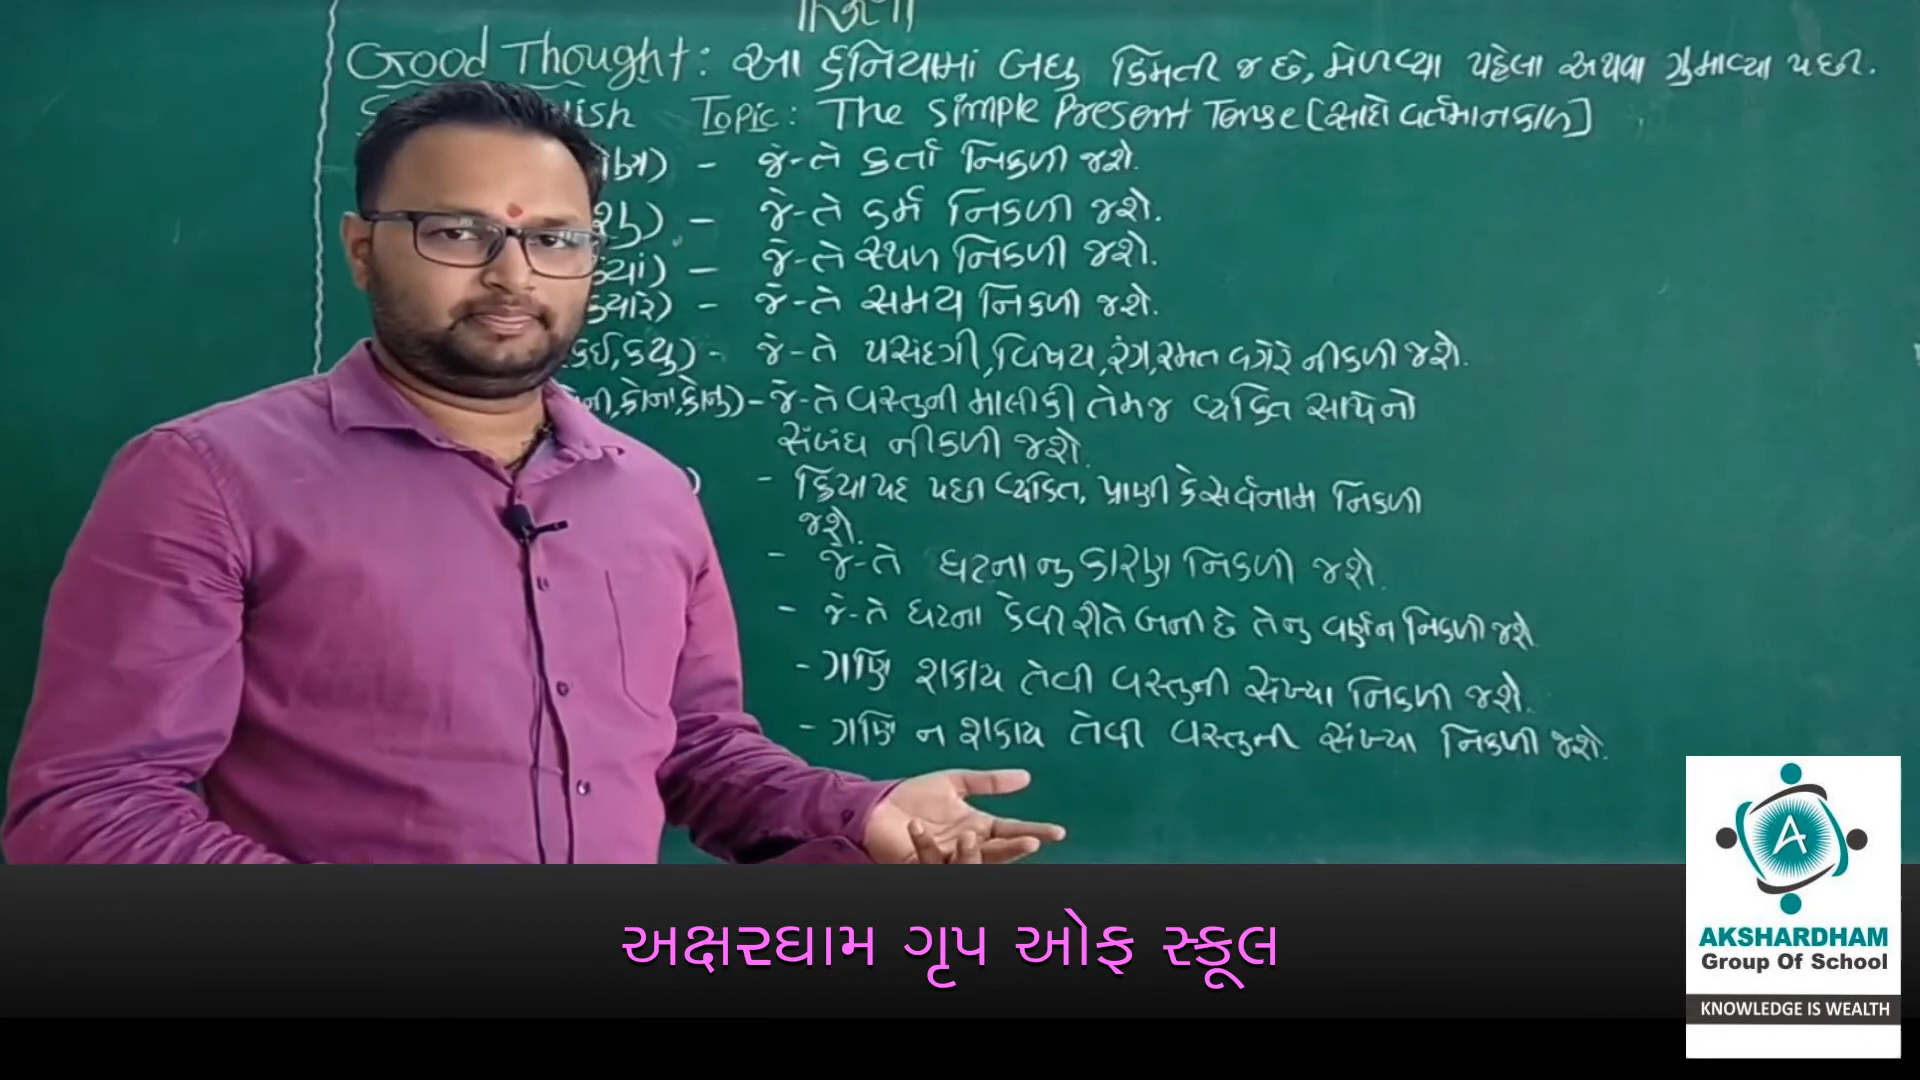 Good Thought : આ દુનિયામાં બધુ કિંમતી જ છે, મેળવ્યા પહેલા અથવા ગુમાવ્યા પછી.
Topic : The Simple Present Tense [સાદો વર્તમાનકાળ]
- જે-તે કર્તા નિકળી જશે.
- જે-તે કર્મ નિકળી જશે.
ક્યાં) - જે-તે સ્થળ નિકળી જશે.
ક્યારે) - જે-તે સમય નિકળી જશે.
કઈ, કયુ) - જે-તે પસંદગી, વિષય, રંગ, રમત વગેરે નીકળી જશે.
કોના, કોનુ) - જે-તે વસ્તુની માલીકી તેમજ વ્યકિત સાથેનો
સંબંધ નીકળી જશે.
) - ક્રિયાપદ પછી વ્યકિત, પ્રાણી કે સર્વનામ નિકળી
જશે.
- જે-તે ઘટના નુ કારણ નિકળી જશે.
- જે-તે ઘટના કેવી રીતે બની છે તેનુ વર્ણન નિકળી જશે.
- ગણિ શકાય તેવી વસ્તુની સંખ્યા નિકળી જશે.
- ગણિ ન શકાય તેવી વસ્તુની સંખ્યા નિકળી જશે.
અક્ષરધામ ગૃપ ઓફ સ્કૂલ
A
AKSHARDHAM
Group Of School
KNOWLEDGE IS WEALTH